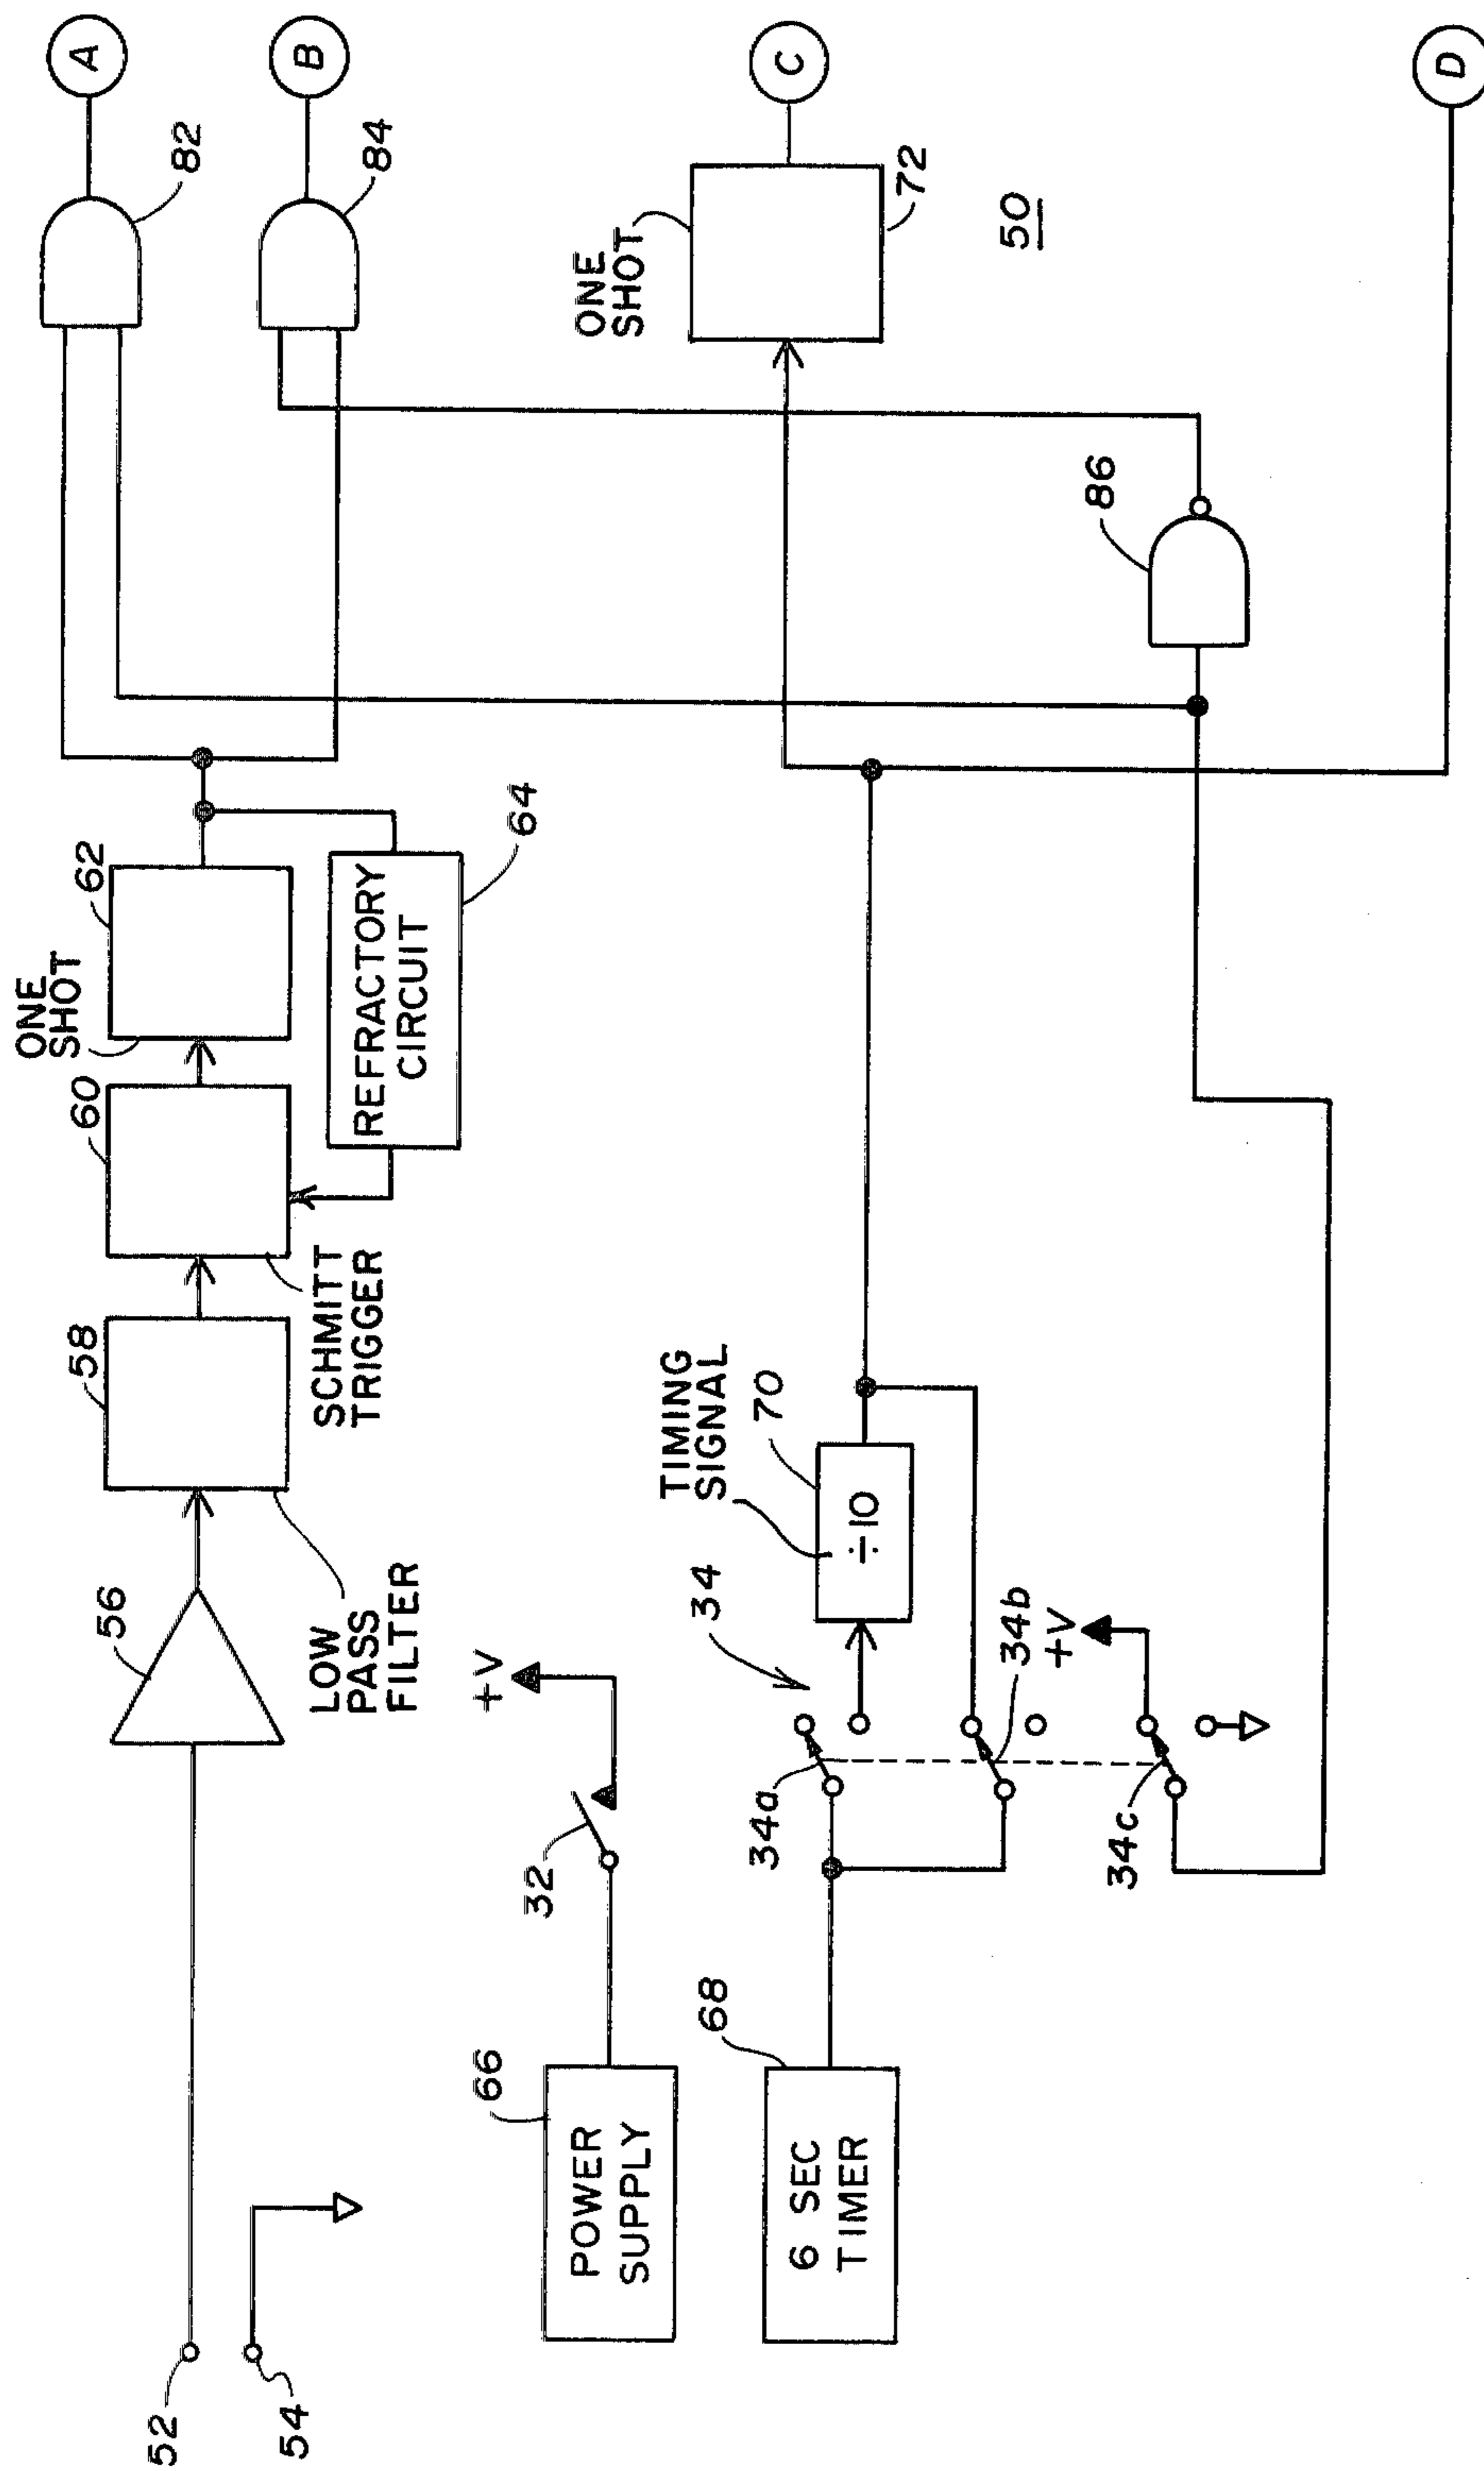 52
54
56
LOW
PASS
FILTER
58
SCHMITT
TRIGGER
60
ONE
SHOT
62
REFRACTORY
CIRCUIT
64
82
A
84
B
POWER
SUPPLY
66
32
+V
6 SEC
TIMER
68
34
34a
34b
34c
+V
TIMING
SIGNAL
70
÷10
86
ONE
SHOT
72
C
50
D